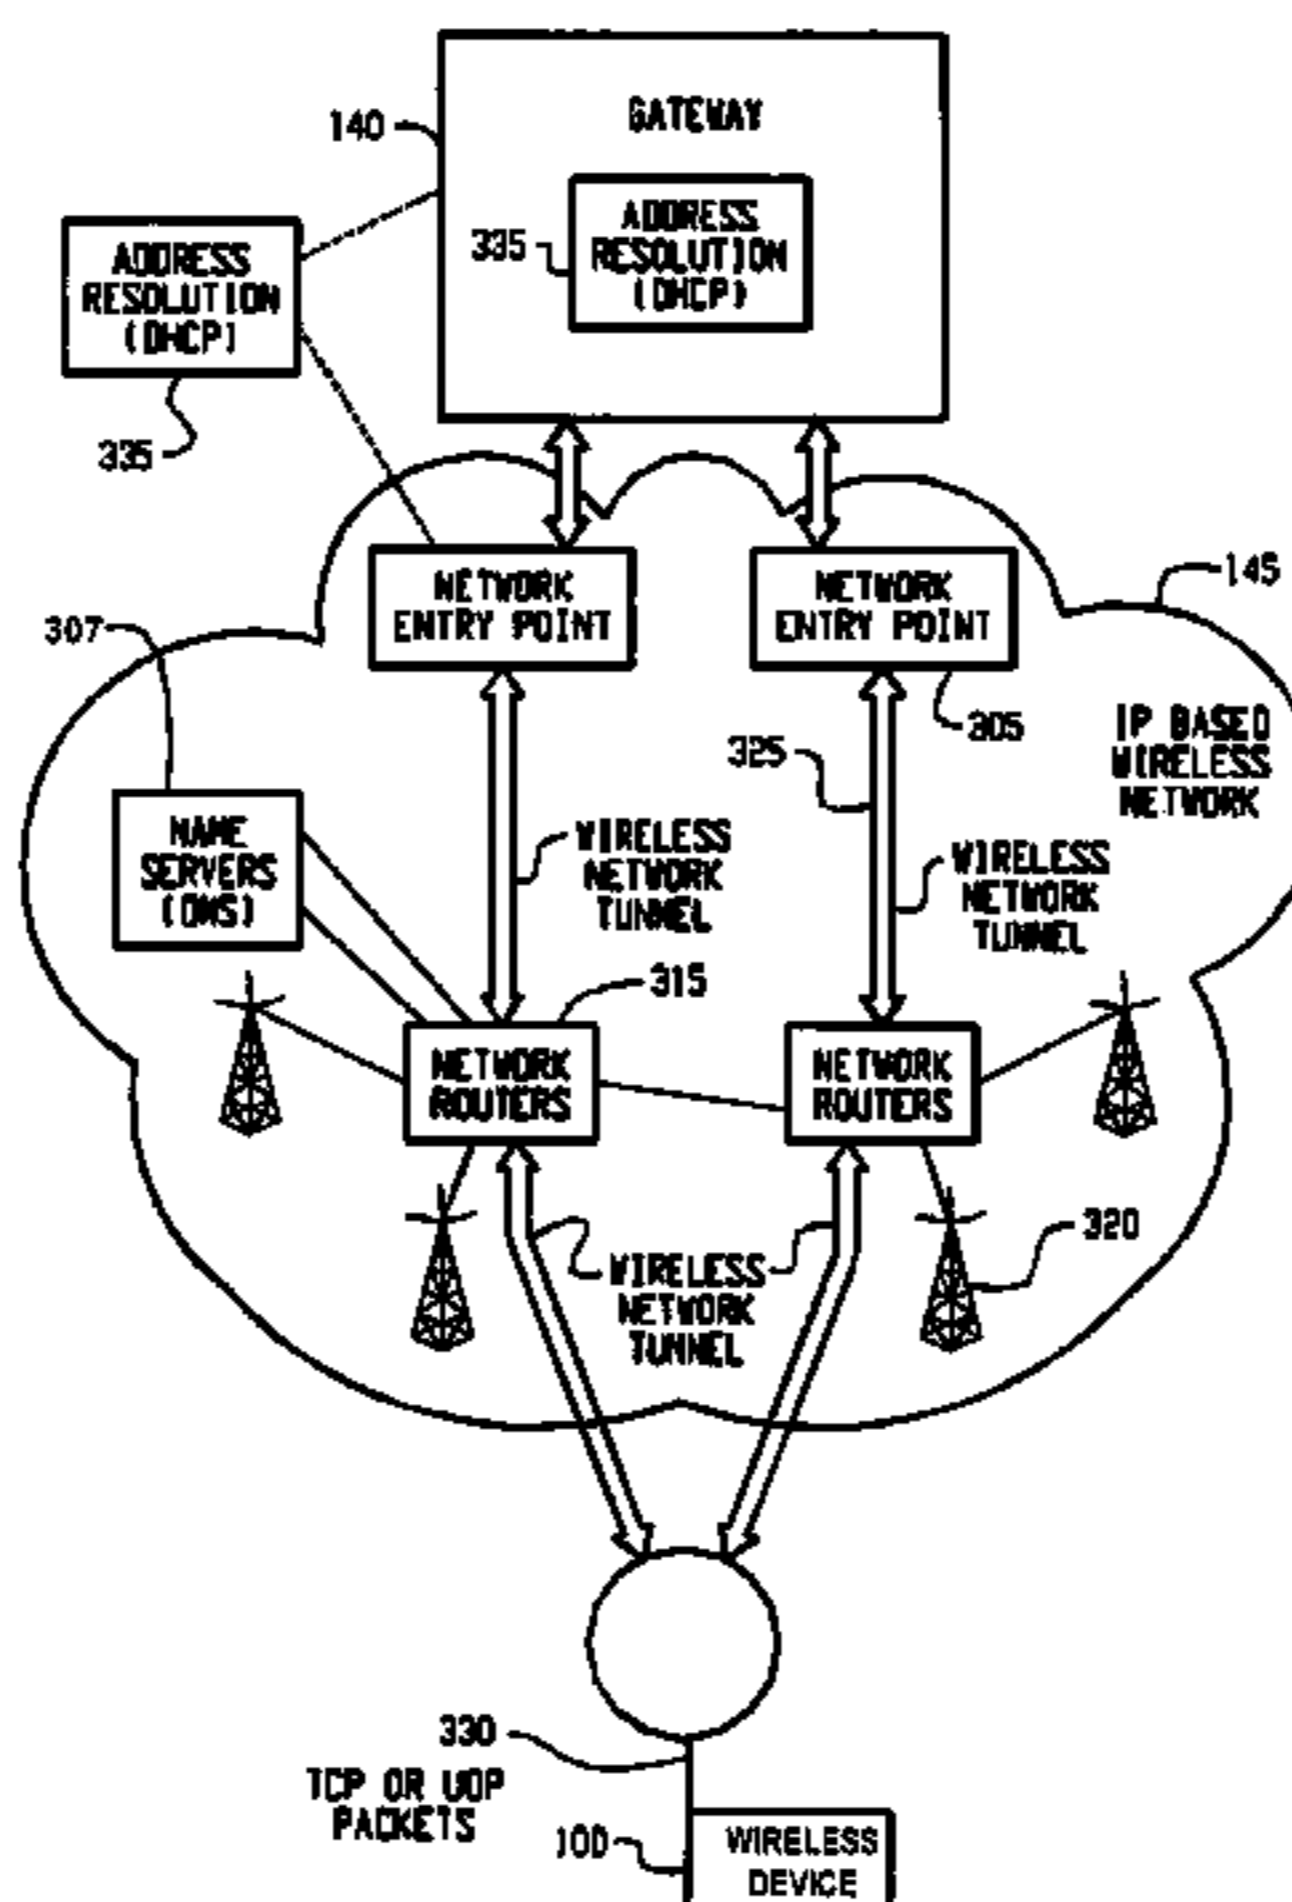 GATEWAY
140
ADDRESS
RESOLUTION
(DHCP)
335
ADDRESS
RESOLUTION
(DHCP)
335
NETWORK
ENTRY POINT
NETWORK
ENTRY POINT
145
307
305
IP BASED
WIRELESS
NETWORK
325
NAME
SERVERS
(DNS)
WIRELESS
NETWORK
TUNNEL
WIRELESS
NETWORK
TUNNEL
315
NETWORK
ROUTERS
NETWORK
ROUTERS
320
WIRELESS
NETWORK
TUNNEL
330
TCP OR UDP
PACKETS
100
WIRELESS
DEVICE